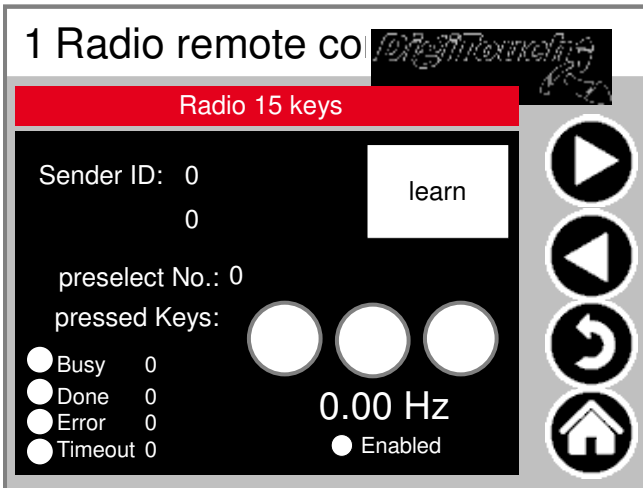 1 Radio remote co
DigiTouch
Radio 15 keys
Sender ID: 0
0
learn
preselect No.: 0
pressed Keys:
Busy 0
Done 0
Error 0
Timeout 0
0.00 Hz
Enabled